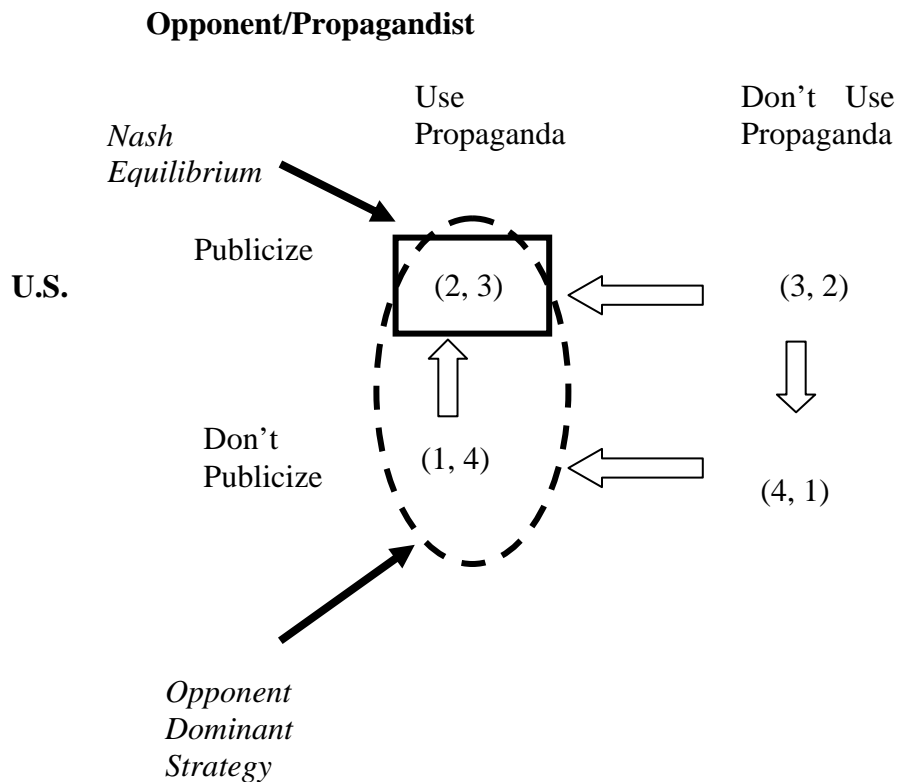 Opponent/Propagandist
Use
Propaganda
Don’t Use
Propaganda
Nash
Equilibrium
Publicize
U.S.
(2, 3)
(3, 2)
Don’t
Publicize
(1, 4)
(4, 1)
Opponent
Dominant
Strategy